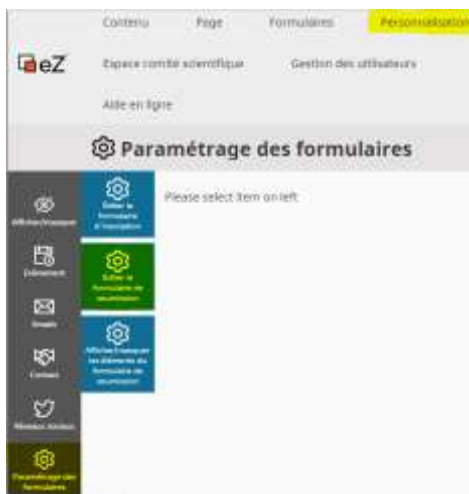 Contenu Page Formulaires Personnalisation
eZ
Espace comité scientifique Gestion des utilisateurs
Aide en ligne
Paramétrage des formulaires
Please select item on left
Afficher/masquer
Evènement
Emails
Contact
Réseaux sociaux
Paramétrage des
formulaires
Editer le
formulaire
d'inscription
Editer le
formulaire de
soumission
Afficher/masquer
les éléments du
formulaire de
soumission